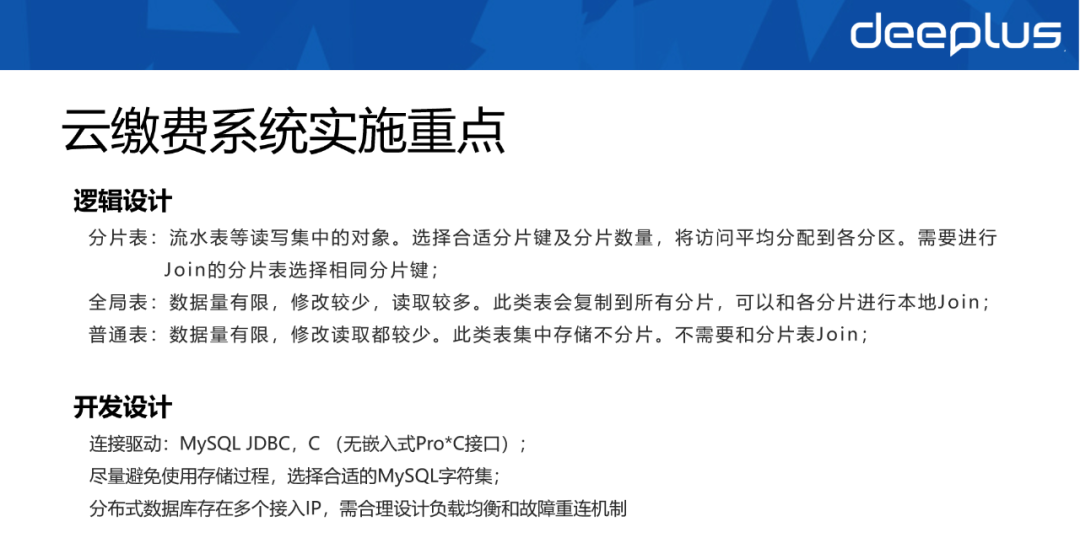 deeplus
云缴费系统实施重点
逻辑设计
分片表：流水表等读写集中的对象。选择合适分片键及分片数量，将访问平均分配到各分区。需要进行
Join的分片表选择相同分片键；
全局表：数据量有限，修改较少，读取较多。此类表会复制到所有分片，可以和各分片进行本地Join；
普通表：数据量有限，修改读取都较少。此类表集中存储不分片。不需要和分片表Join；
开发设计
连接驱动：MySQL JDBC，C （无嵌入式Pro*C接口）；
尽量避免使用存储过程，选择合适的MySQL字符集；
分布式数据库存在多个接入IP，需合理设计负载均衡和故障重连机制